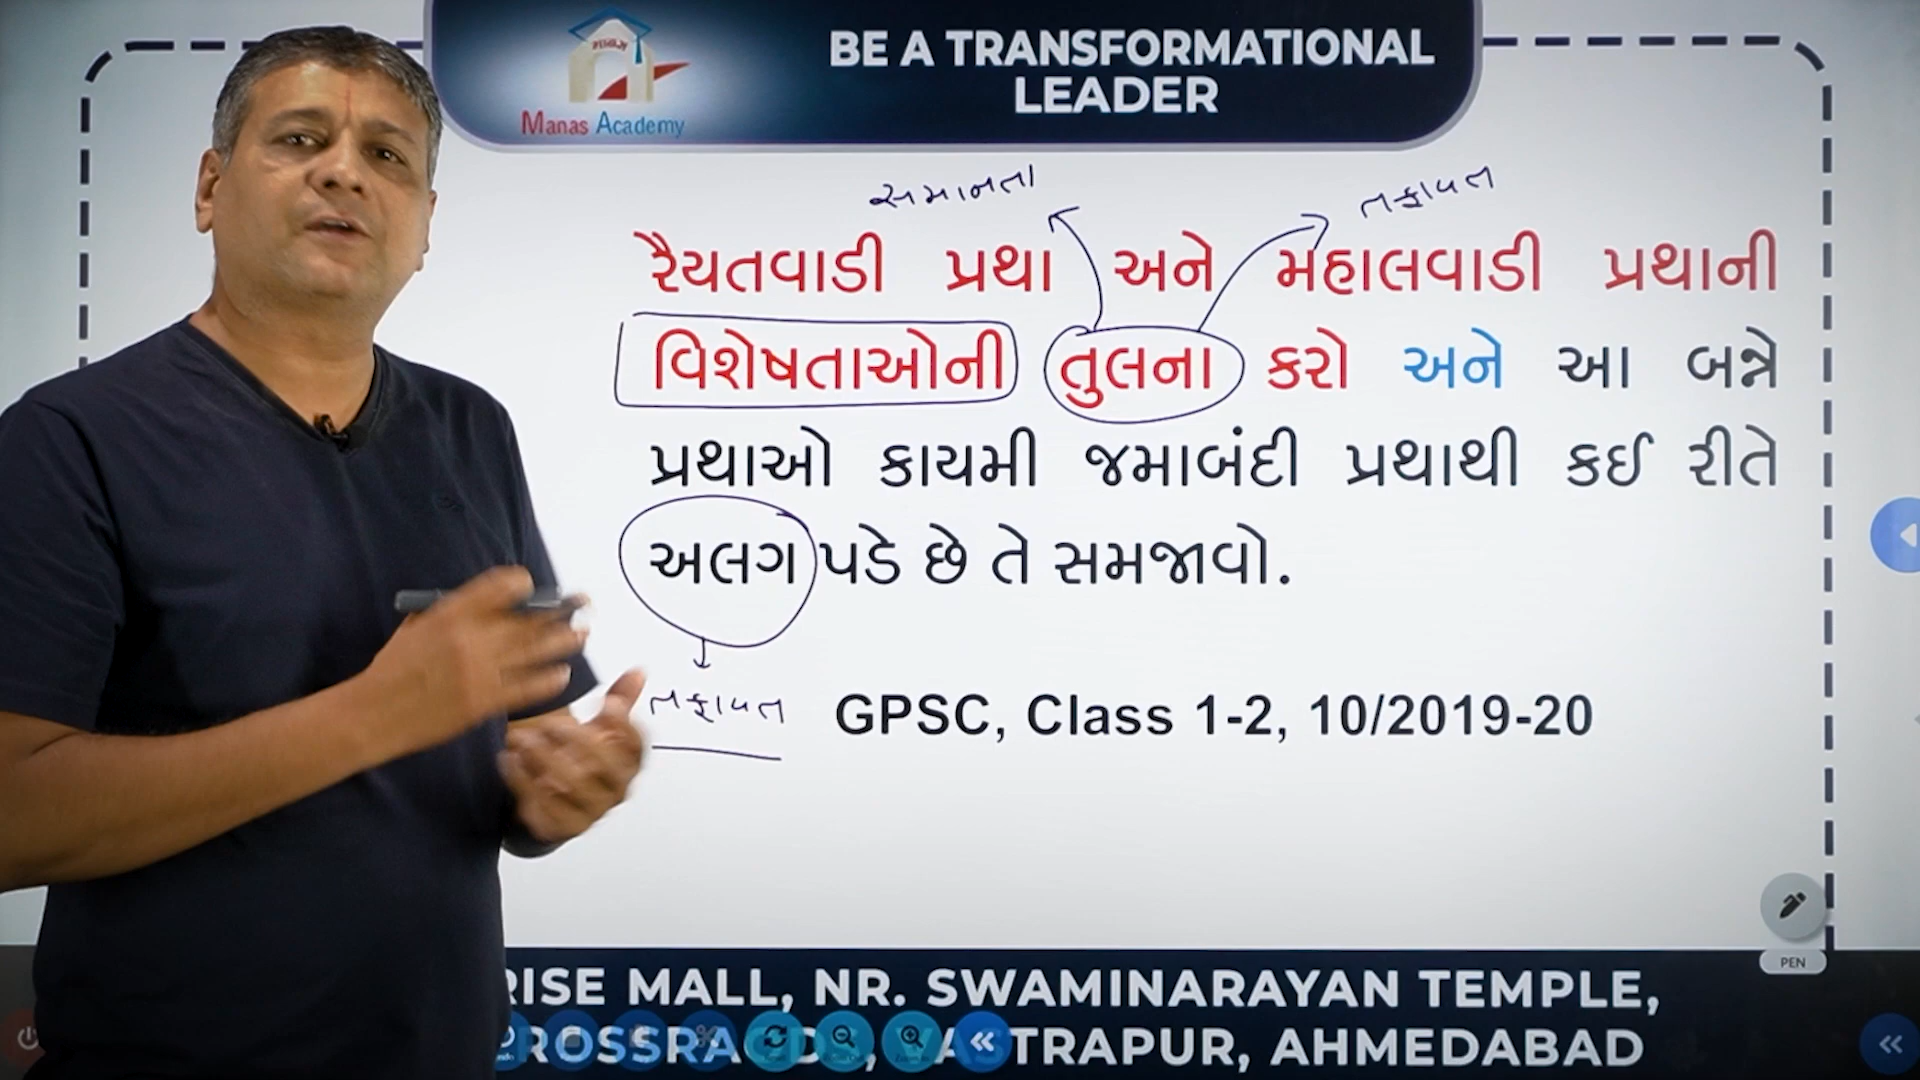 BE A TRANSFORMATIONAL
LEADER
Manas Academy
સમાનતા
તફાવત
રૈયતવાડી પ્રથા અને મહાલવાડી પ્રથાની
વિશેષતાઓની તુલના કરો અને આ બન્ને
પ્રથાઓ કાયમી જમાબંદી પ્રથાથી કઈ રીતે
અલગ પડે છે તે સમજાવો.
તફાવત
GPSC, Class 1-2, 10/2019-20
PEN
RISE MALL, NR. SWAMINARAYAN TEMPLE,
TRAPUR, AHMEDABAD